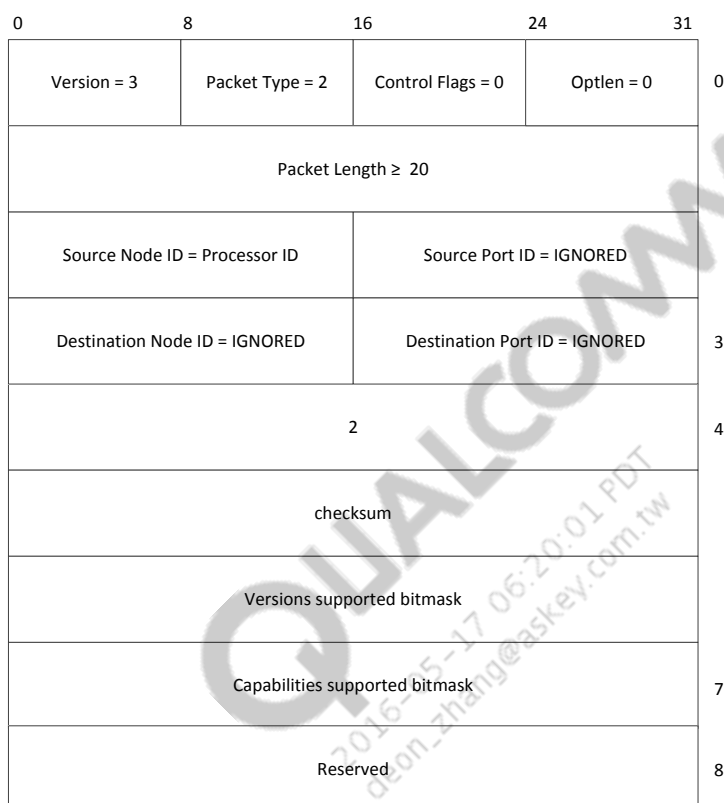 0 8 16 24 31
Version = 3 Packet Type = 2 Control Flags = 0 Optlen = 0 0
Packet Length ≥ 20
Source Node ID = Processor ID Source Port ID = IGNORED
Destination Node ID = IGNORED Destination Port ID = IGNORED 3
2 4
checksum
Versions supported bitmask
Capabilities supported bitmask 7
Reserved 8
QUALCOMM
2016-05-17 06:20:01 PDT
deon_zhang@askey.com.tw